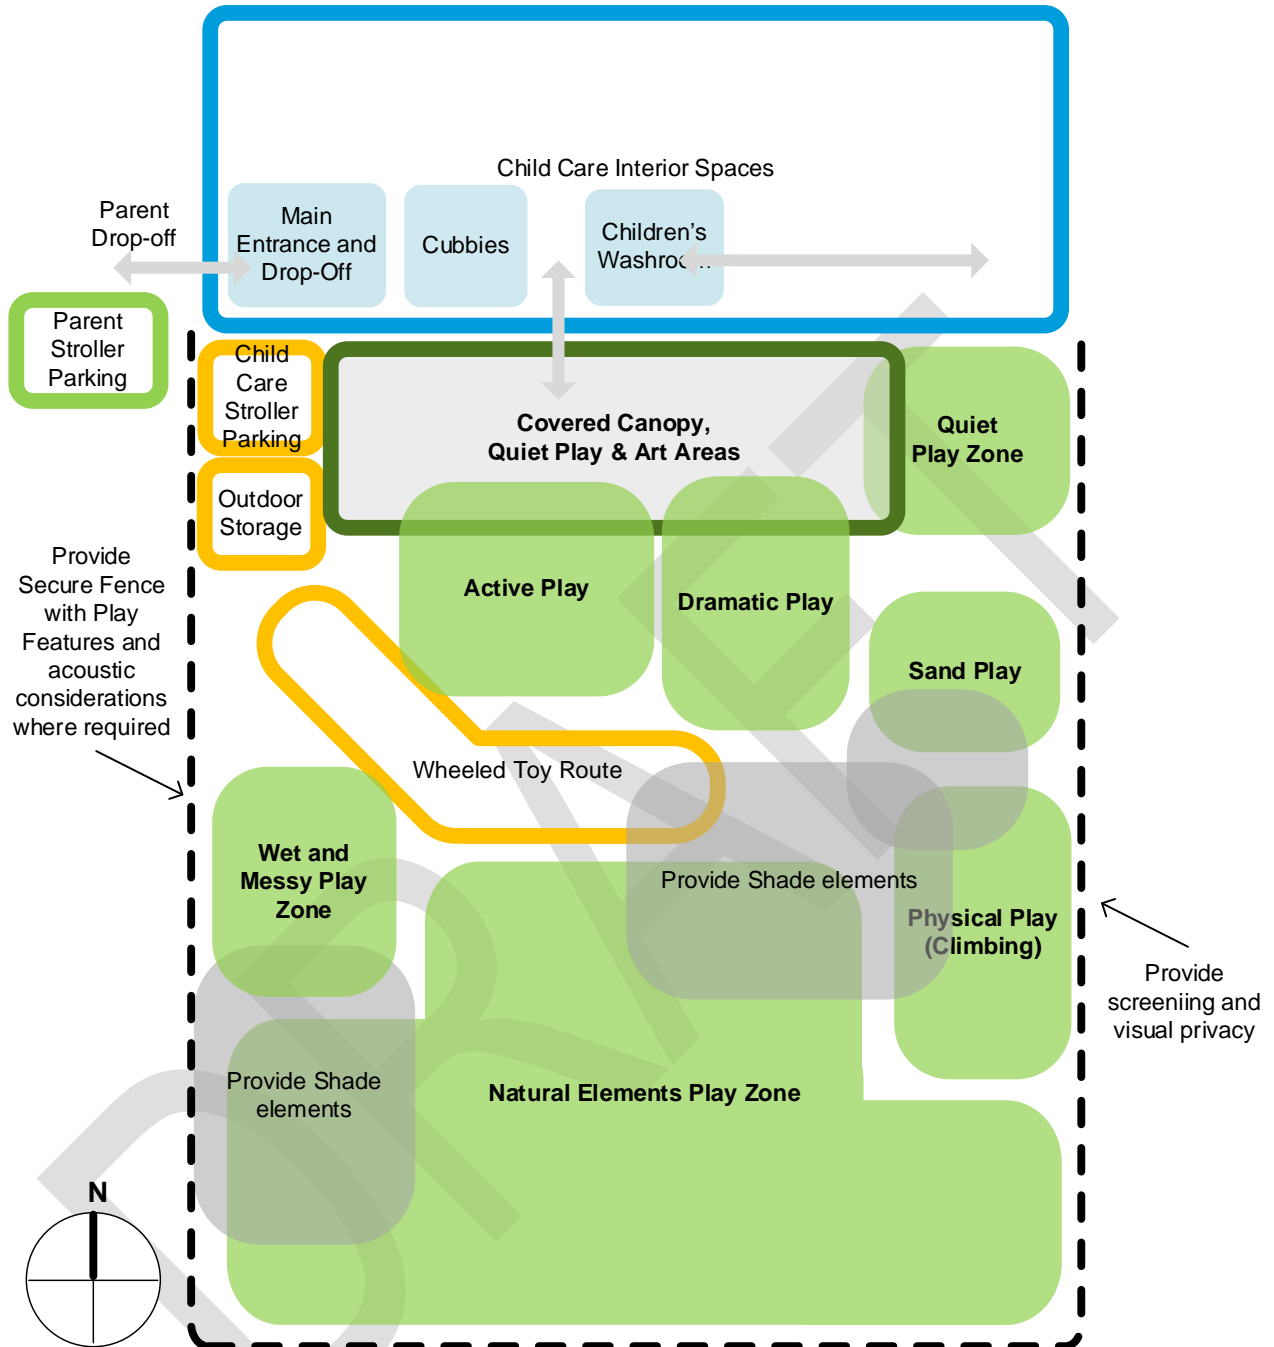 Child Care Interior Spaces
Parent
Drop-off
Main
Entrance and
Drop-Off
Cubbies
Children's
Washroom
Parent
Stroller
Parking
Child
Care
Stroller
Parking
Covered Canopy,
Quiet Play & Art Areas
Quiet
Play Zone
Outdoor
Storage
Provide
Secure Fence
with Play
Features and
acoustic
considerations
where required
Active Play
Dramatic Play
Sand Play
Wheeled Toy Route
Wet and
Messy Play
Zone
Provide Shade elements
Physical Play
(Climbing)
Provide
screeniing and
visual privacy
Provide Shade
elements
Natural Elements Play Zone
N
DRAFT